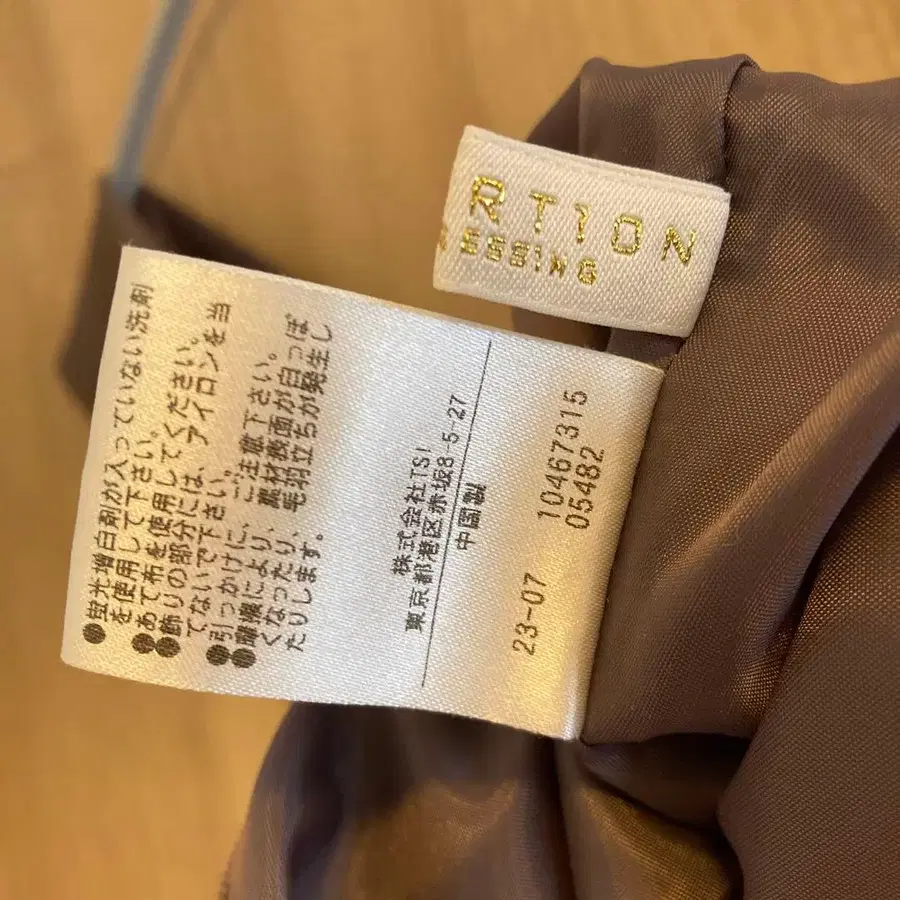 RTION
ESSING
●蛍光増白剤が入っていない洗剤
を使用して下さい。
●あて布を使用してください。
●飾りの部分には、アイロンを当
てないで下さい。
●引っかけに、ご注意下さい。
●摩擦により、素材表面が白っぽ
くなったり、毛羽立ちが発生し
たりします。
株式会社TSI
東京都港区赤坂8-5-27
中国製
10467315
05482
23-07